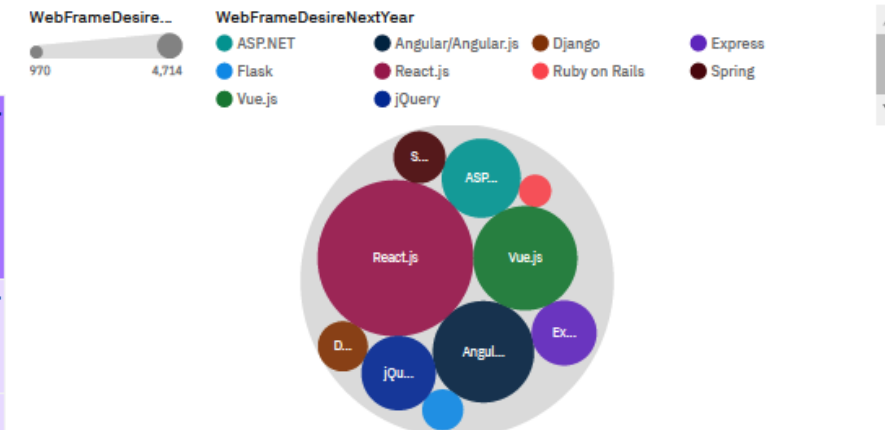 WebFrameDesire... WebFrameDesireNextYear
ASP.NET Angular/Angular.js Django Express
970 4,714
Flask React.js Ruby on Rails Spring
Vue.js jQuery
S...
ASP...
React.js Vue.js
Ex...
D... Angul...
jQu...